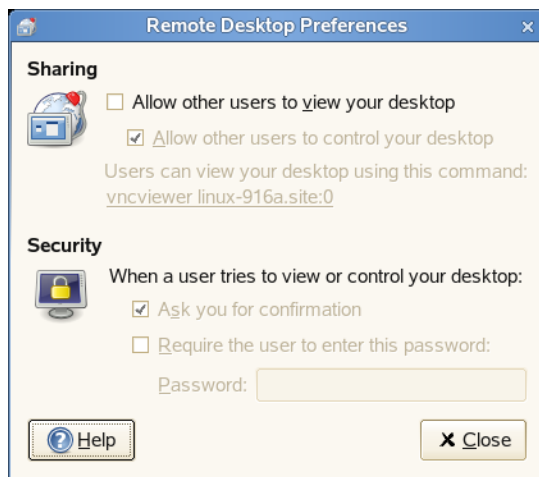 Remote Desktop Preferences
Sharing
Allow other users to view your desktop
Allow other users to control your desktop
Users can view your desktop using this command:
vncviewer linux-916a.site:0
Security
When a user tries to view or control your desktop:
Ask you for confirmation
Require the user to enter this password:
Password:
Help
Close